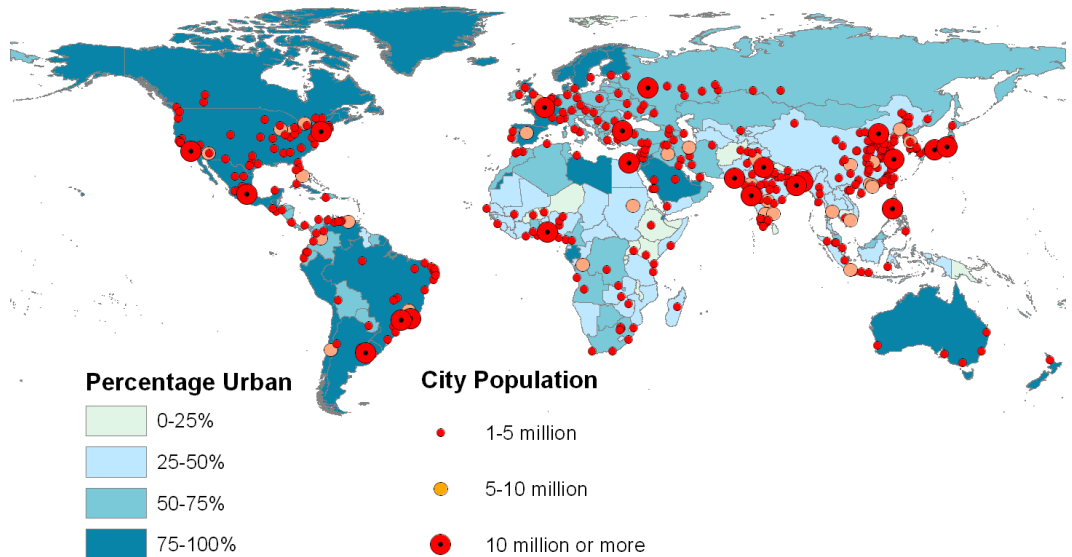 Percentage Urban
0-25%
25-50%
50-75%
75-100%
City Population
1-5 million
5-10 million
10 million or more